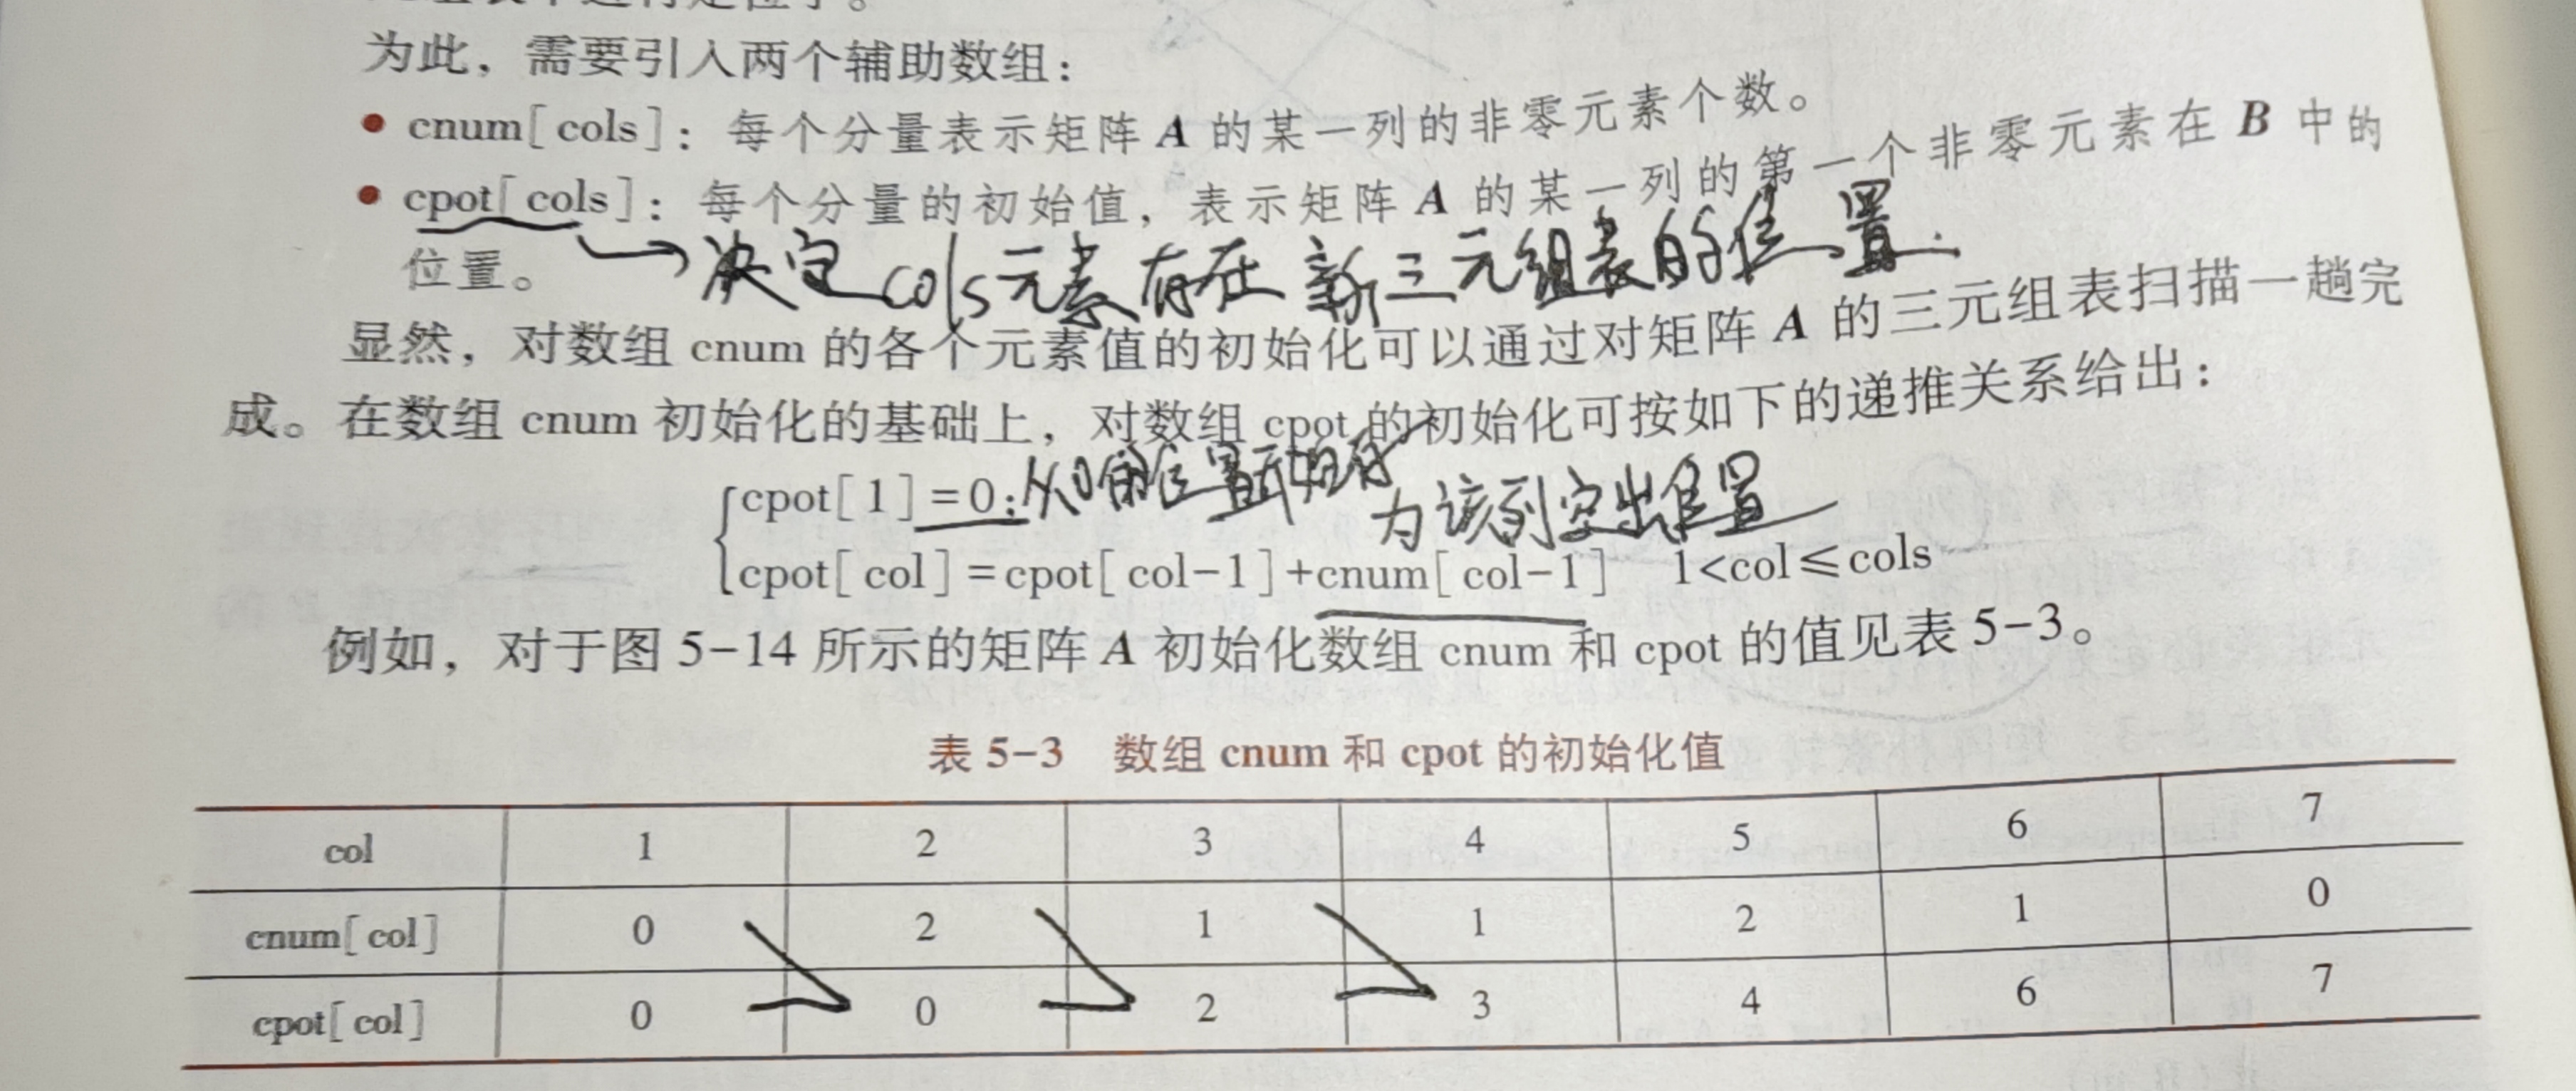 为此，需要引入两个辅助数组：
• cnum[cols]：每个分量表示矩阵 A 的某一列的非零元素个数。
• cpot[cols]：每个分量的初始值，表示矩阵 A 的某一列的第一个非零元素在 B 中的
位置。
→决定cols元素存在新三元组表的位置.
显然，对数组 cnum 的各个元素值的初始化可以通过对矩阵 A 的三元组表扫描一趟完
成。在数组 cnum 初始化的基础上，对数组 cpot 的初始化可按如下的递推关系给出：
cpot[1]=0; 从0的位置开始存
为该列空出位置
cpot[col]=cpot[col-1]+cnum[col-1] 1<col≤cols
例如，对于图 5-14 所示的矩阵 A 初始化数组 cnum 和 cpot 的值见表 5-3。
表 5-3 数组 cnum 和 cpot 的初始化值
col 1 2 3 4 5 6 7
cnum[col] 0 2 1 1 2 1 0
cpot[col] 0 0 2 3 4 6 7